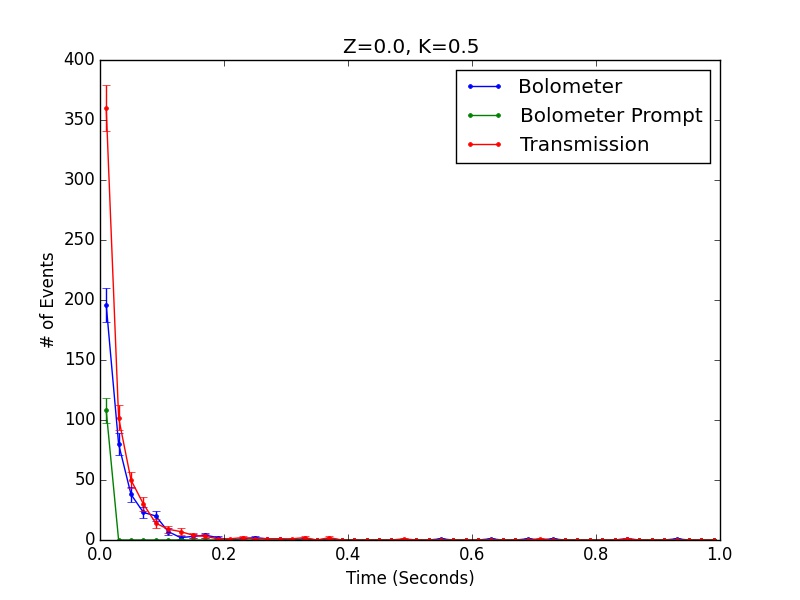 Z=0.0, K=0.5
400
350
300
250
200
150
100
50
0
# of Events
Bolometer
Bolometer Prompt
Transmission
0.0 0.2 0.4 0.6 0.8 1.0
Time (Seconds)